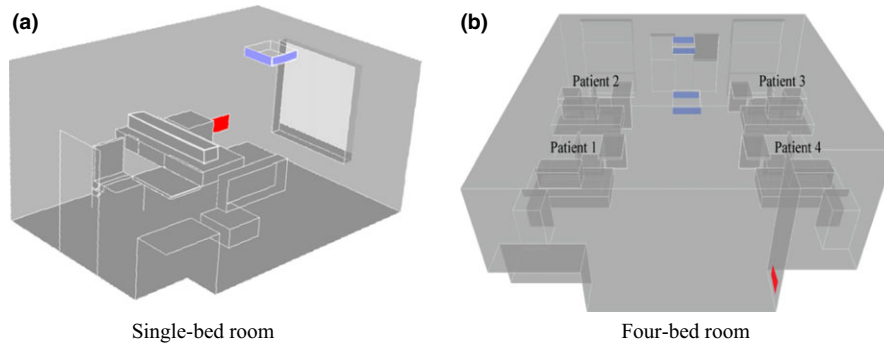 (a)
(b)
Patient 2
Patient 3
Patient 1
Patient 4
Single-bed room
Four-bed room